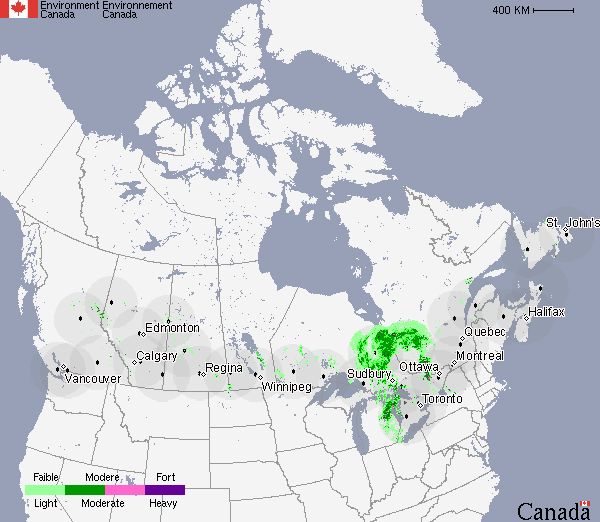 Environment Environnement
Canada Canada
400 KM
St. John's
Halifax
Quebec
Edmonton
Montreal
Calgary
Ottawa
Regina
Sudbury
Vancouver
Winnipeg
Toronto
Faible Modere Fort
Light Moderate Heavy
Canada